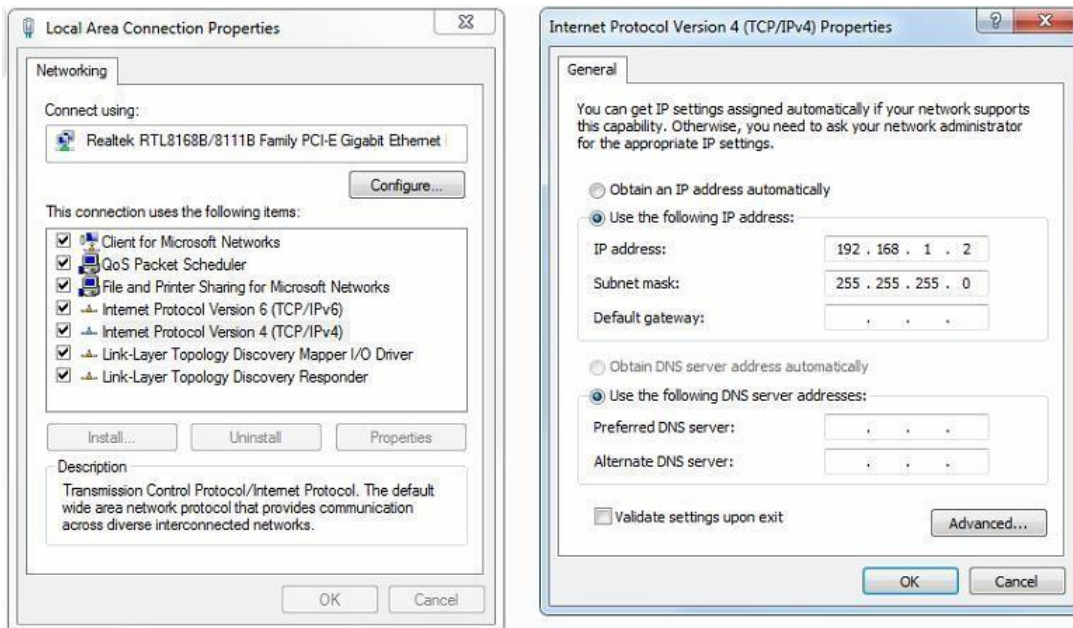 Local Area Connection Properties
Networking
Connect using:
Realtek RTL8168B/8111B Family PCI-E Gigabit Ethernet
Configure...
This connection uses the following items:
Client for Microsoft Networks
QoS Packet Scheduler
File and Printer Sharing for Microsoft Networks
Internet Protocol Version 6 (TCP/IPv6)
Internet Protocol Version 4 (TCP/IPv4)
Link-Layer Topology Discovery Mapper I/O Driver
Link-Layer Topology Discovery Responder
Install...
Uninstall
Properties
Description
Transmission Control Protocol/Internet Protocol. The default
wide area network protocol that provides communication
across diverse interconnected networks.
OK
Cancel
Internet Protocol Version 4 (TCP/IPv4) Properties
General
You can get IP settings assigned automatically if your network supports
this capability. Otherwise, you need to ask your network administrator
for the appropriate IP settings.
Obtain an IP address automatically
Use the following IP address:
IP address:
192 . 168 . 1 . 2
Subnet mask:
255 . 255 . 255 . 0
Default gateway:
. . .
Obtain DNS server address automatically
Use the following DNS server addresses:
Preferred DNS server:
. . .
Alternate DNS server:
. . .
Validate settings upon exit
Advanced...
OK
Cancel